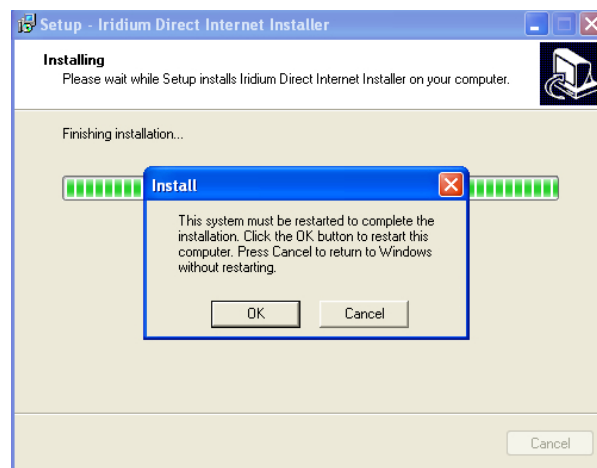 Setup - Iridium Direct Internet Installer
Installing
Please wait while Setup installs Iridium Direct Internet Installer on your computer.
Finishing installation...
Install
This system must be restarted to complete the
installation. Click the OK button to restart this
computer. Press Cancel to return to Windows
without restarting.
OK Cancel
Cancel